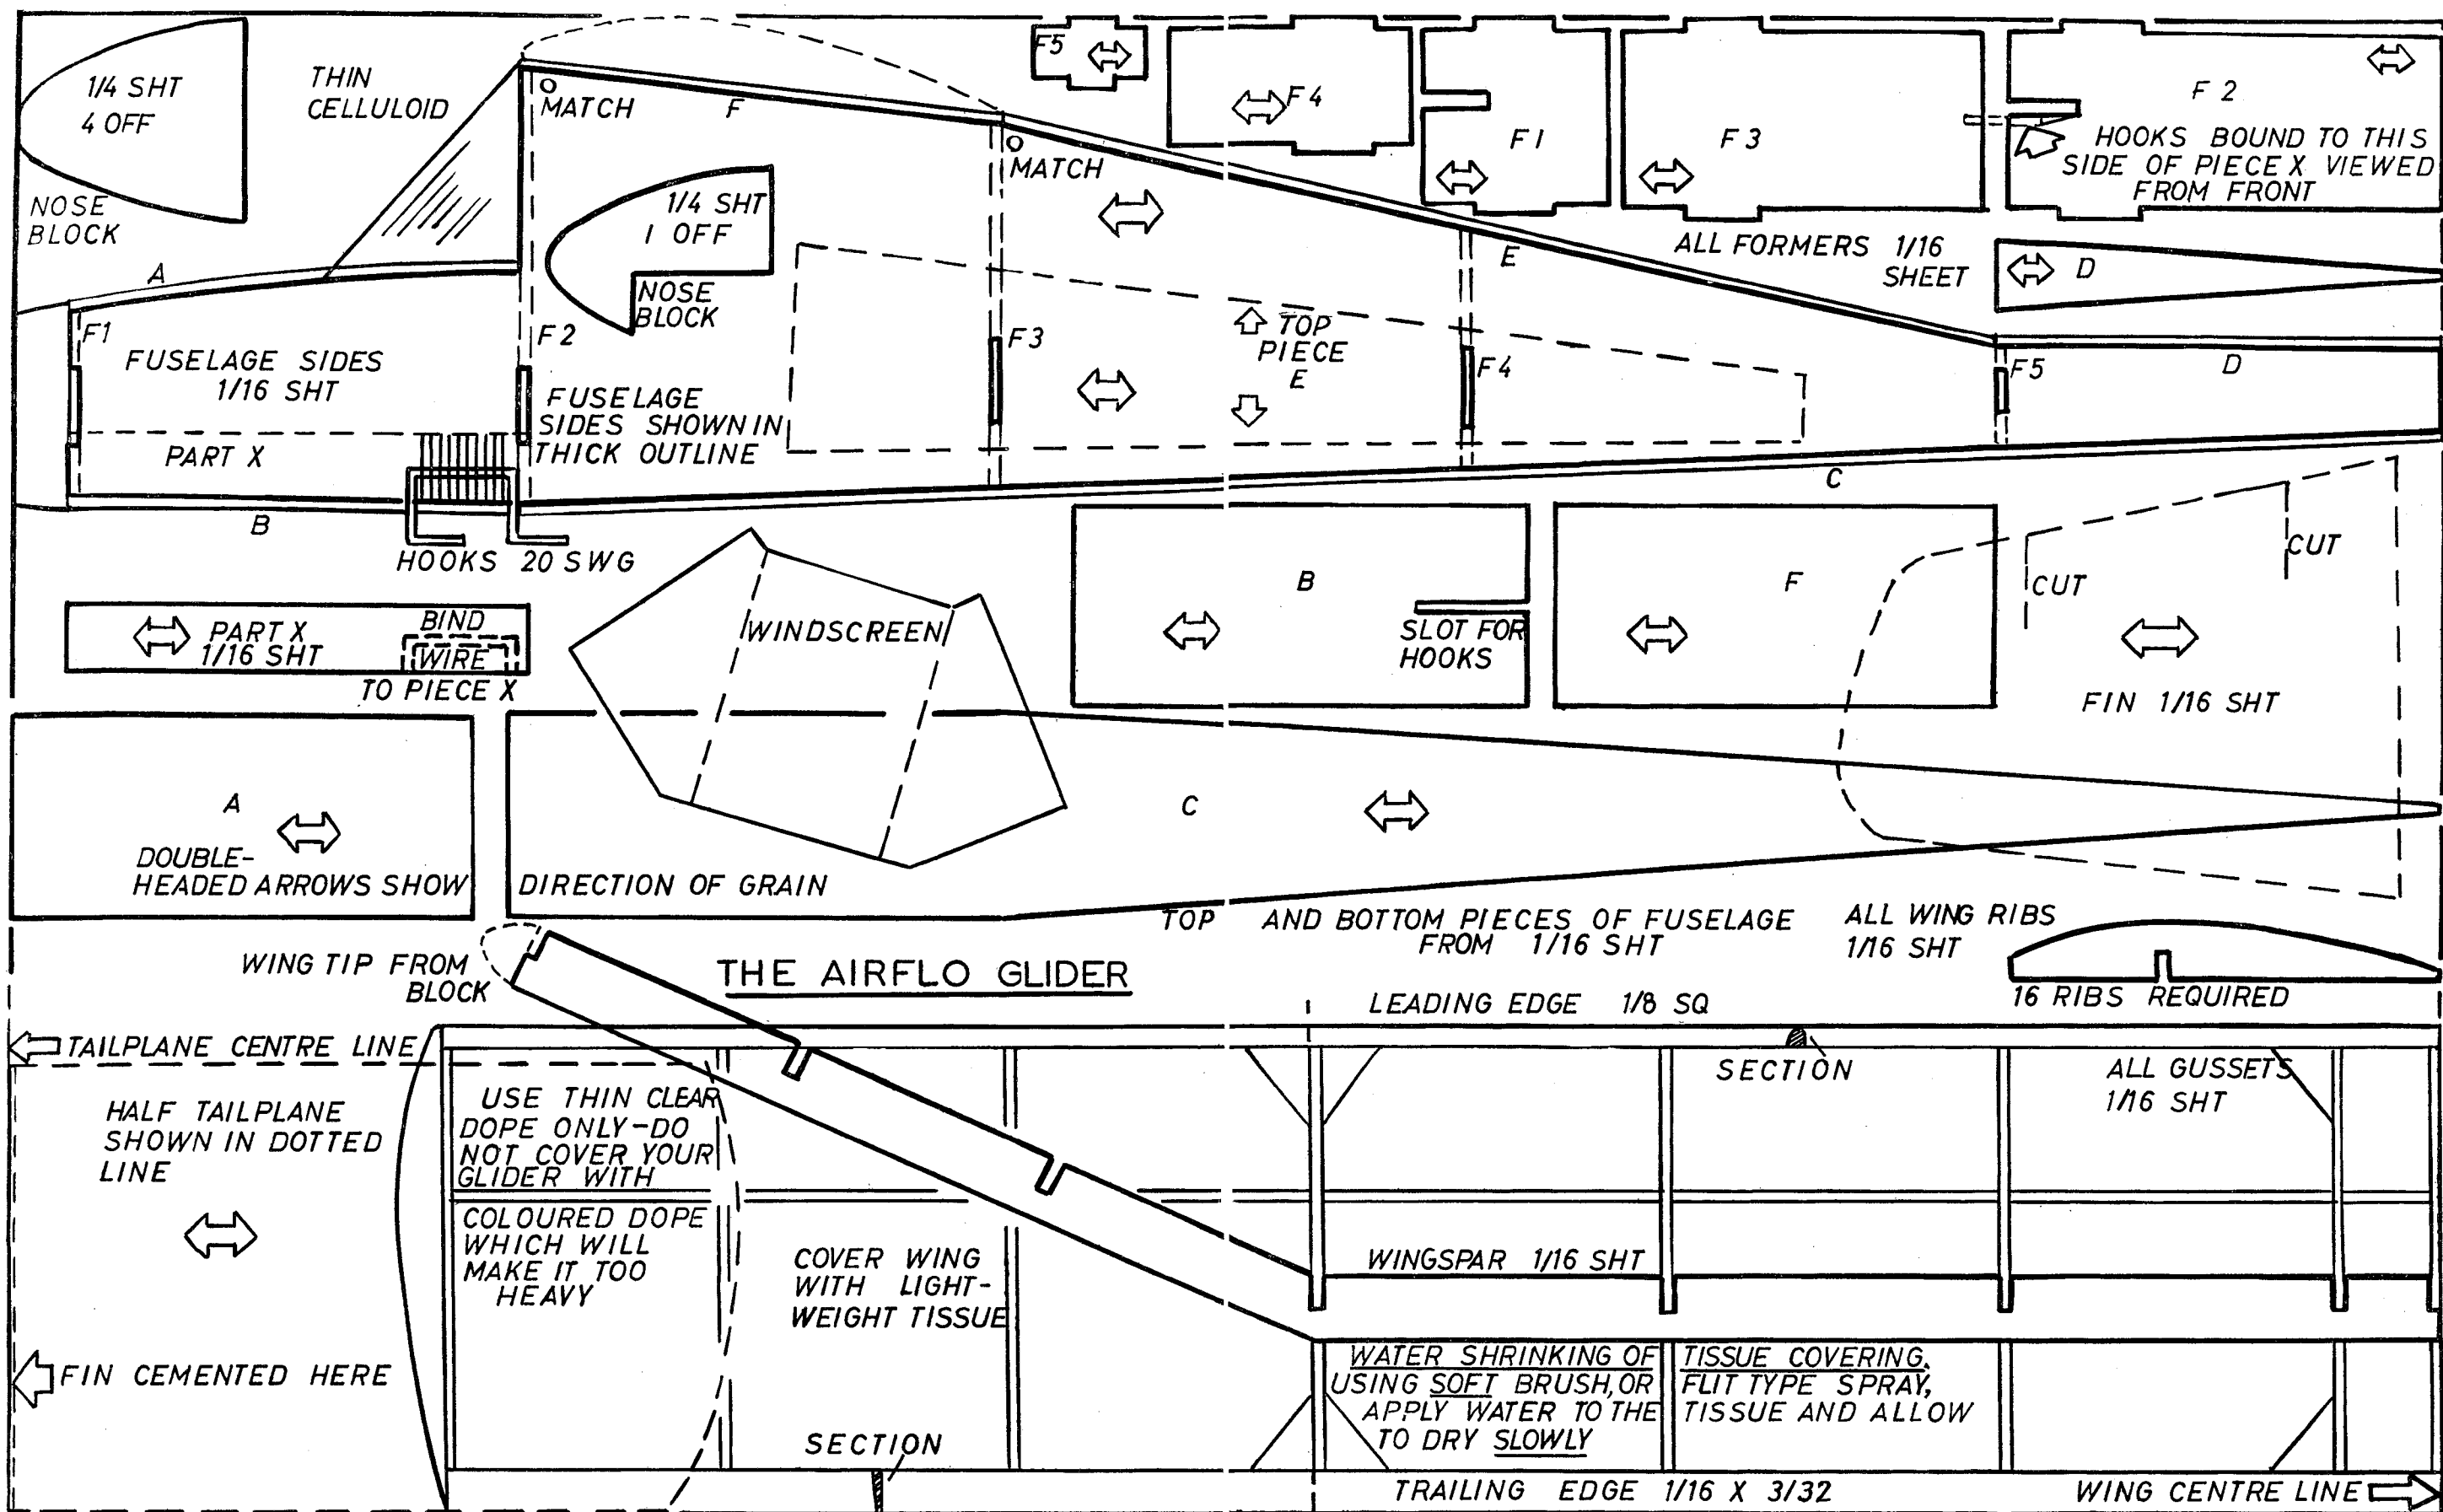 1/4 SHT
4 OFF
NOSE
BLOCK
THIN
CELLULOID
MATCH
F
MATCH
F5
F4
F1
F3
F2
HOOKS BOUND TO THIS
SIDE OF PIECE X VIEWED
FROM FRONT
1/4 SHT
1 OFF
NOSE
BLOCK
ALL FORMERS 1/16
SHEET
D
A
E
F1
F2
F3
F4
F5
D
FUSELAGE SIDES
1/16 SHT
TOP
PIECE
E
FUSELAGE
SIDES SHOWN IN
THICK OUTLINE
PART X
B
C
HOOKS 20 SWG
CUT
CUT
B
F
SLOT FOR
HOOKS
FIN 1/16 SHT
PART X
1/16 SHT
BIND
WIRE
TO PIECE X
WINDSCREEN
A
C
DOUBLE-
HEADED ARROWS SHOW DIRECTION OF GRAIN
TOP AND BOTTOM PIECES OF FUSELAGE
FROM 1/16 SHT
ALL WING RIBS
1/16 SHT
16 RIBS REQUIRED
WING TIP FROM
BLOCK
THE AIRFLO GLIDER
LEADING EDGE 1/8 SQ
TAILPLANE CENTRE LINE
SECTION
ALL GUSSETS
1/16 SHT
HALF TAILPLANE
SHOWN IN DOTTED
LINE
USE THIN CLEAR
DOPE ONLY-DO
NOT COVER YOUR
GLIDER WITH
COLOURED DOPE
WHICH WILL
MAKE IT TOO
HEAVY
COVER WING
WITH LIGHT-
WEIGHT TISSUE
WINGSPAR 1/16 SHT
FIN CEMENTED HERE
WATER SHRINKING OF TISSUE COVERING.
USING SOFT BRUSH, OR FLIT TYPE SPRAY,
APPLY WATER TO THE TISSUE AND ALLOW
TO DRY SLOWLY
SECTION
TRAILING EDGE 1/16 X 3/32
WING CENTRE LINE